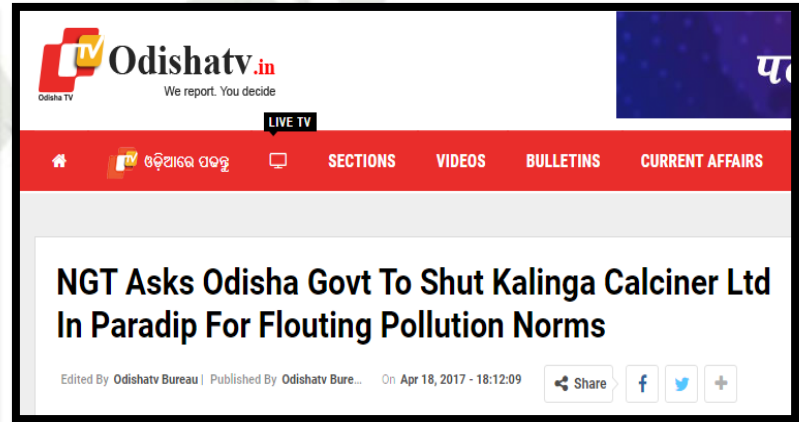 TV
Odishatv.in
Odisha TV
We report. You decide
LIVE TV
TV ଓଡ଼ିଆରେ ପଢନ୍ତୁ SECTIONS VIDEOS BULLETINS CURRENT AFFAIRS
NGT Asks Odisha Govt To Shut Kalinga Calciner Ltd
In Paradip For Flouting Pollution Norms
Edited By Odishatv Bureau | Published By Odishatv Bure... On Apr 18, 2017 - 18:12:09 Share f +